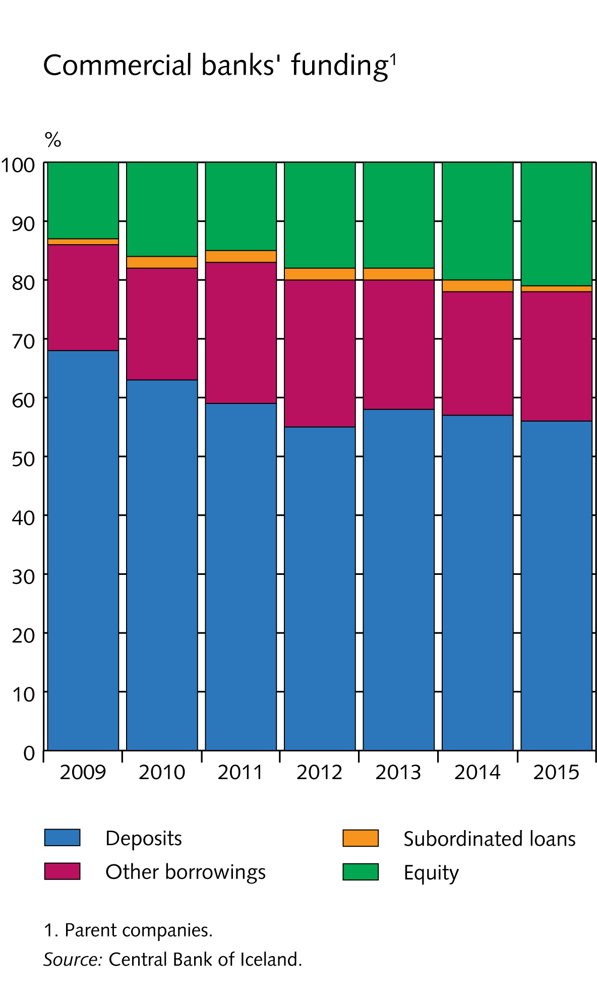 Commercial banks' funding¹
%
100
90
80
70
60
50
40
30
20
10
0
2009 2010 2011 2012 2013 2014 2015
Deposits
Other borrowings
Subordinated loans
Equity
1. Parent companies.
Source: Central Bank of Iceland.